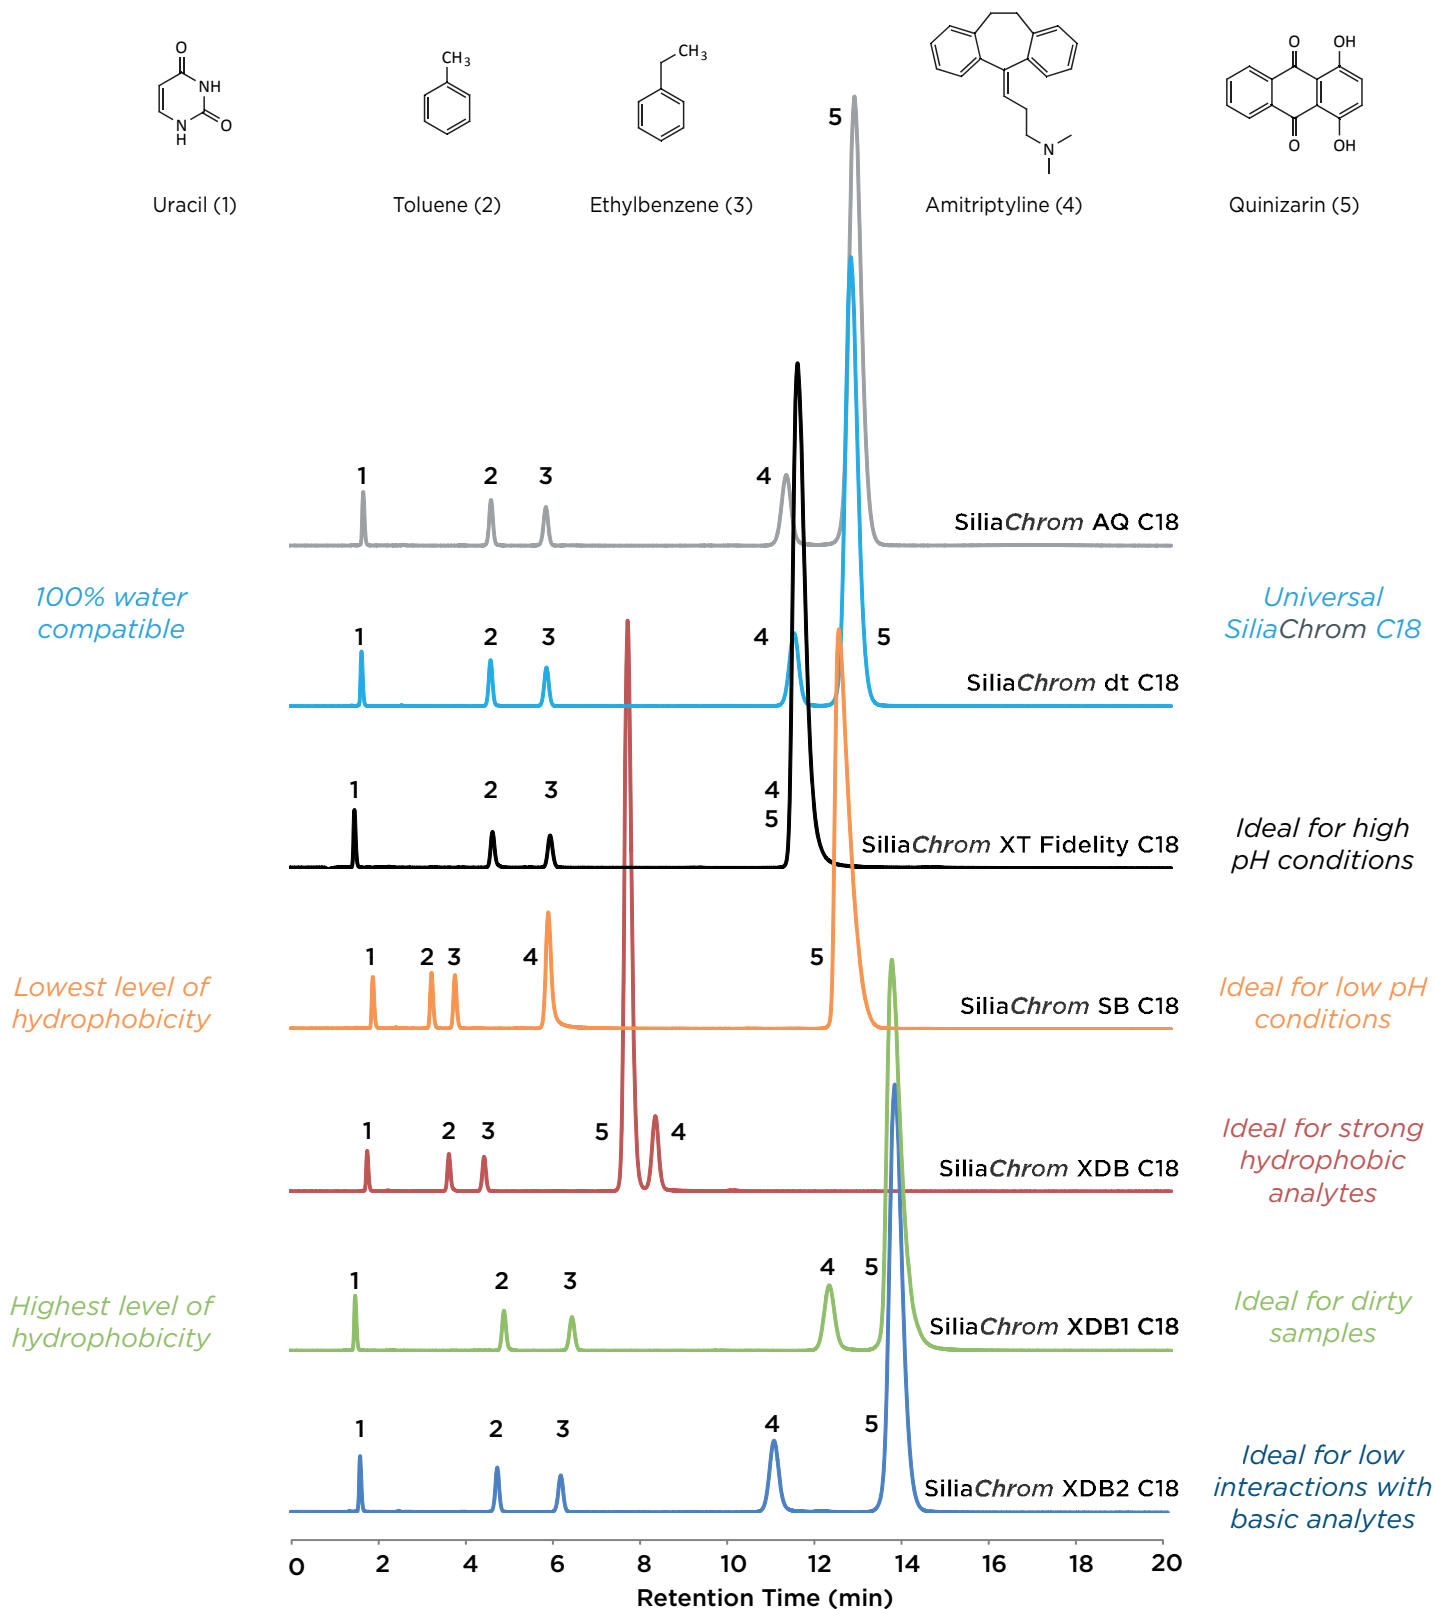 O
NH
N
H
O
CH3
CH3
N
O
OH
O
OH
Uracil (1)
Toluene (2)
Ethylbenzene (3)
Amitriptyline (4)
Quinizarin (5)
5
1
2
3
4
SiliaChrom AQ C18
100% water
compatible
Universal
SiliaChrom C18
1
2
3
4
5
SiliaChrom dt C18
1
2
3
4
5
SiliaChrom XT Fidelity C18
Ideal for high
pH conditions
1
2
3
4
5
SiliaChrom SB C18
Lowest level of
hydrophobicity
Ideal for low pH
conditions
1
2
3
5
4
SiliaChrom XDB C18
Ideal for strong
hydrophobic
analytes
1
2
3
4
5
SiliaChrom XDB1 C18
Highest level of
hydrophobicity
Ideal for dirty
samples
1
2
3
4
5
SiliaChrom XDB2 C18
Ideal for low
interactions with
basic analytes
0 2 4 6 8 10 12 14 16 18 20
Retention Time (min)